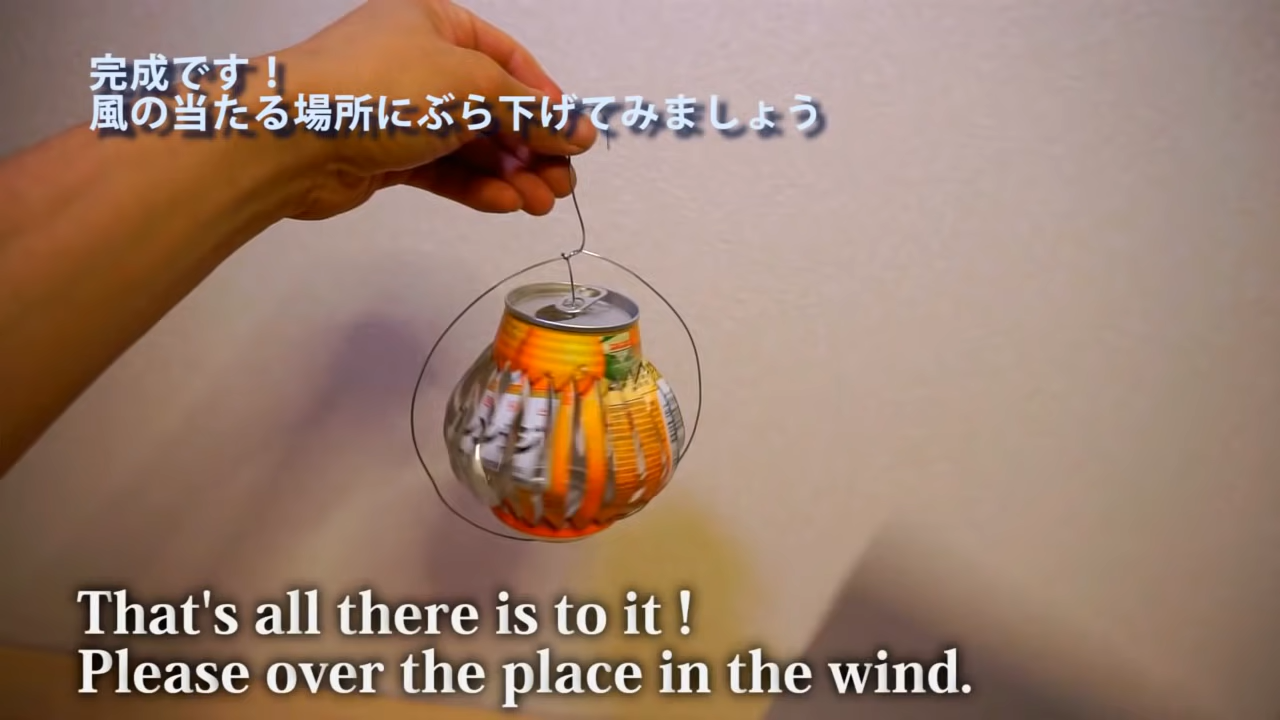 完成です！
風の当たる場所にぶら下げてみましょう
That's all there is to it !
Please over the place in the wind.